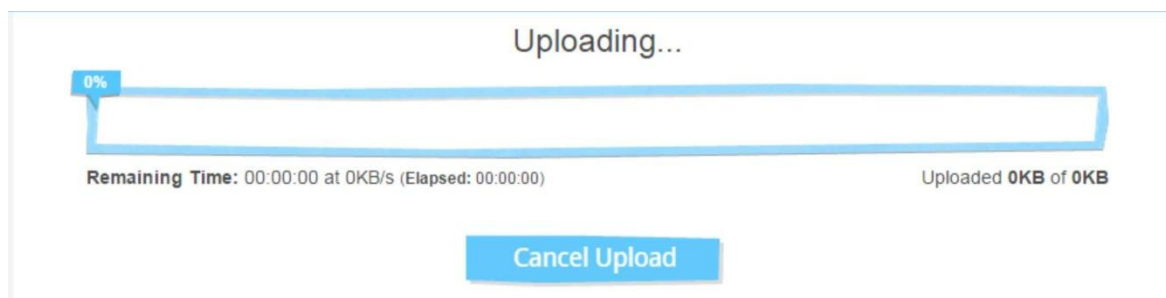 Uploading...
0%
Remaining Time: 00:00:00 at 0KB/s (Elapsed: 00:00:00)
Uploaded 0KB of 0KB
Cancel Upload